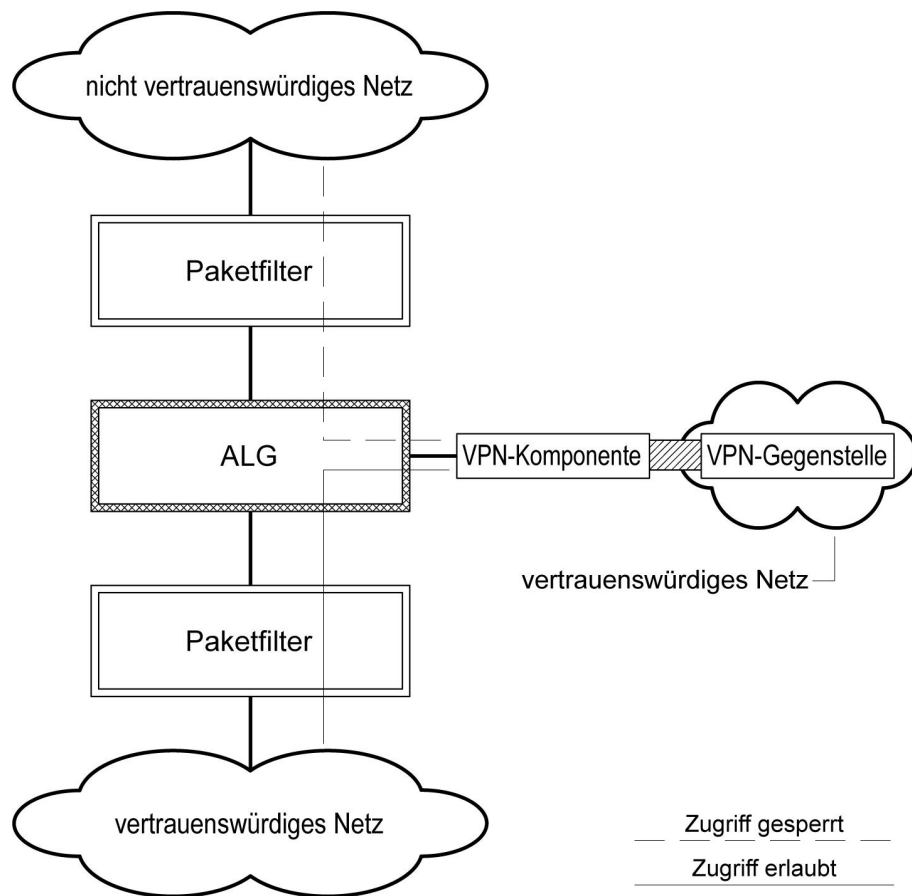 nicht vertrauenswürdiges Netz
Paketfilter
ALG
VPN-Komponente
VPN-Gegenstelle
vertrauenswürdiges Netz
Paketfilter
vertrauenswürdiges Netz
Zugriff gesperrt
Zugriff erlaubt